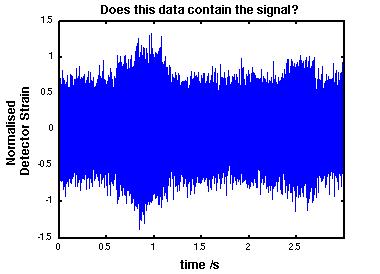 Does this data contain the signal?
1.5
1
0.5
0
-0.5
-1
-1.5
Normalised
Detector Strain
0 0.5 1 1.5 2 2.5
time /s